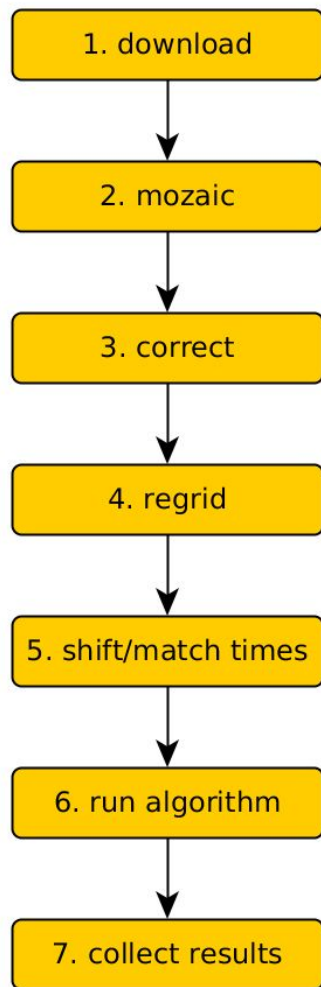 1. download
2. mozaic
3. correct
4. regrid
5. shift/match times
6. run algorithm
7. collect results